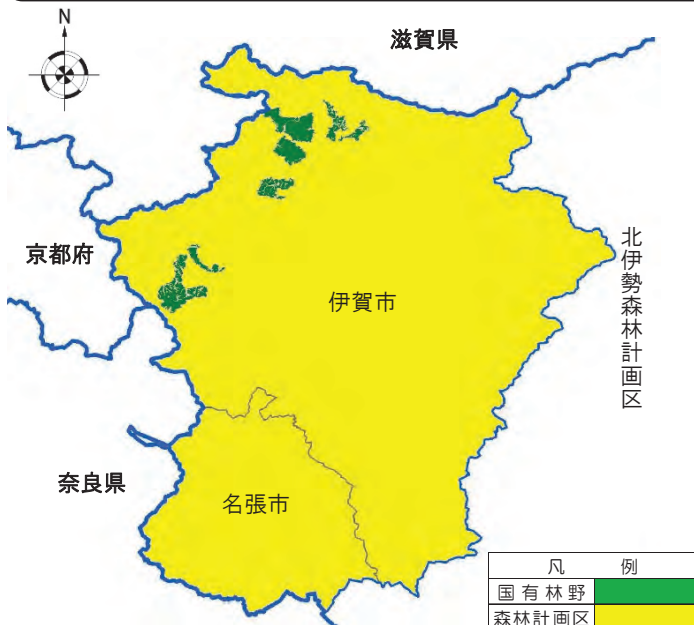 N
滋賀県
京都府
北伊勢森林計画区
伊賀市
奈良県
名張市
凡例
国有林野
森林計画区